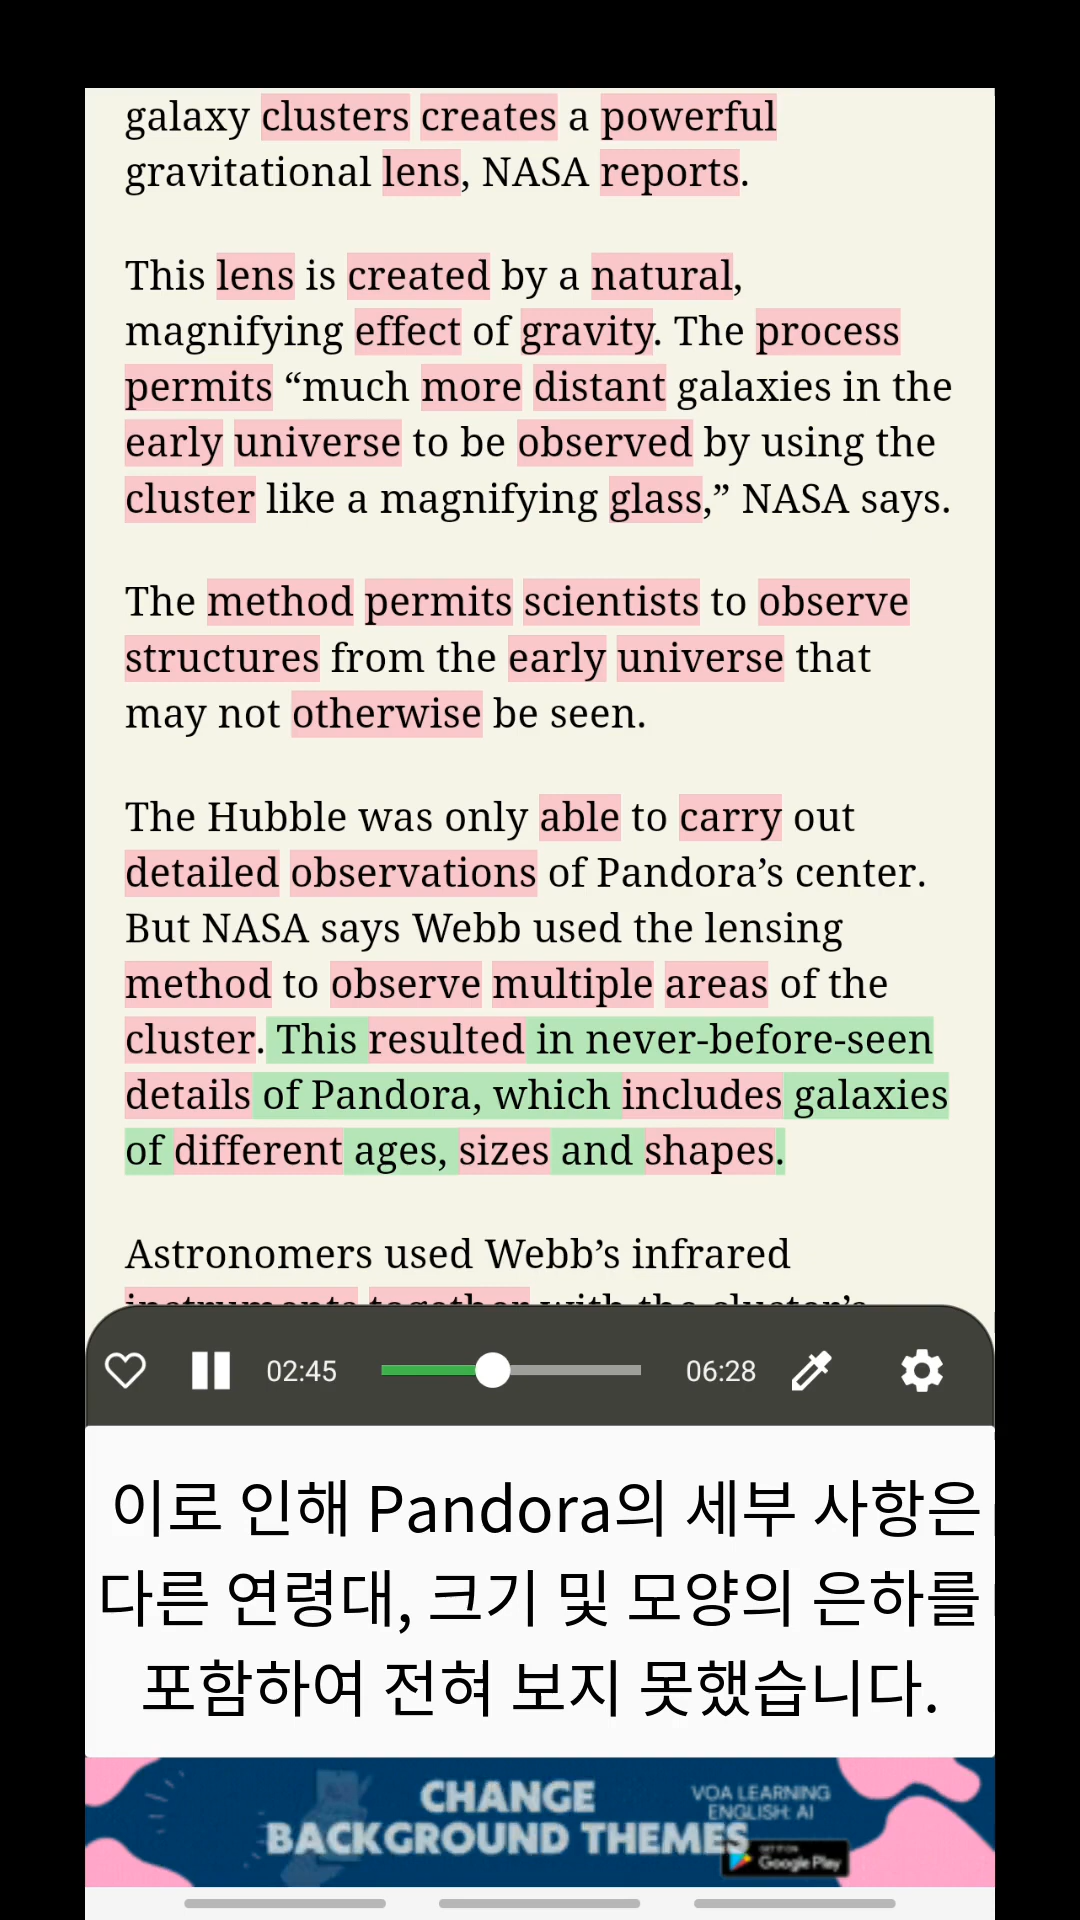 galaxy clusters creates a powerful
gravitational lens, NASA reports.
This lens is created by a natural,
magnifying effect of gravity. The process
permits “much more distant galaxies in the
early universe to be observed by using the
cluster like a magnifying glass,” NASA says.
The method permits scientists to observe
structures from the early universe that
may not otherwise be seen.
The Hubble was only able to carry out
detailed observations of Pandora’s center.
But NASA says Webb used the lensing
method to observe multiple areas of the
cluster. This resulted in never-before-seen
details of Pandora, which includes galaxies
of different ages, sizes and shapes.
Astronomers used Webb’s infrared
instruments together with the cluster’s
02:45 06:28
이로 인해 Pandora의 세부 사항은
다른 연령대, 크기 및 모양의 은하를
포함하여 전혀 보지 못했습니다.
CHANGE
BACKGROUND THEMES
VOA LEARNING
ENGLISH: AI
GET IT ON
Google Play